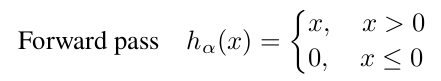 Forward pass h_α(x) = { x, x > 0
0, x ≤ 0